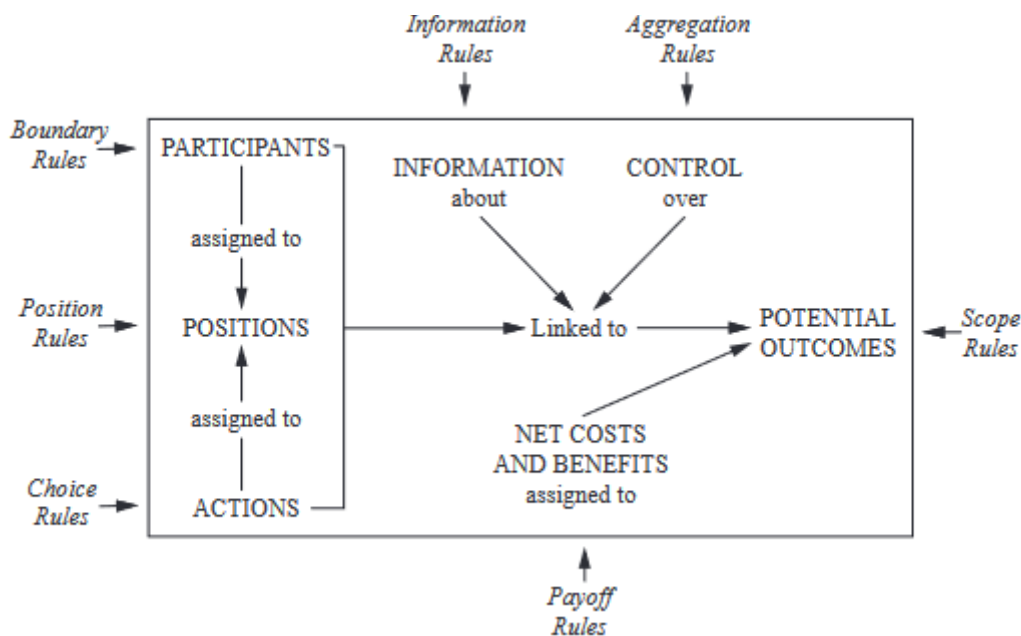 Information
Rules
Aggregation
Rules
Boundary
Rules
PARTICIPANTS
INFORMATION
about
CONTROL
over
assigned to
Position
Rules
POSITIONS
Linked to
POTENTIAL
OUTCOMES
Scope
Rules
assigned to
NET COSTS
AND BENEFITS
assigned to
Choice
Rules
ACTIONS
Payoff
Rules